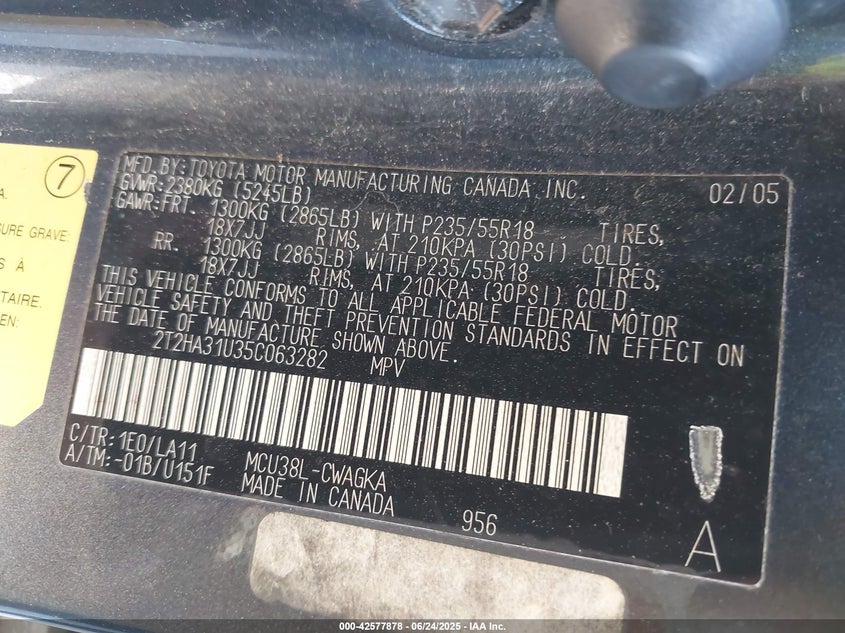 7
A.
SURE GRAVE.
S À
TAIRE.
EN:
MFD. BY: TOYOTA MOTOR MANUFACTURING CANADA INC. 02/05
GVWR: 2380KG (5245LB)
GAWR: FRT. 1300KG (2865LB) WITH P235/55R18 TIRES,
18X7JJ RIMS, AT 210KPA (30PSI) COLD.
RR. 1300KG (2865LB) WITH P235/55R18 TIRES,
18X7JJ RIMS, AT 210KPA (30PSI) COLD.
THIS VEHICLE CONFORMS TO ALL APPLICABLE FEDERAL MOTOR
VEHICLE SAFETY AND THEFT PREVENTION STANDARDS IN EFFECT ON
THE DATE OF MANUFACTURE SHOWN ABOVE.
2T2HA31U35C063282 MPV
C/TR: 1E0/LA11 MCU38L-CWAGKA
A/TM: -01B/U151F MADE IN CANADA
956
A
000-42577878 | 06/24/2025 | IAA Inc.